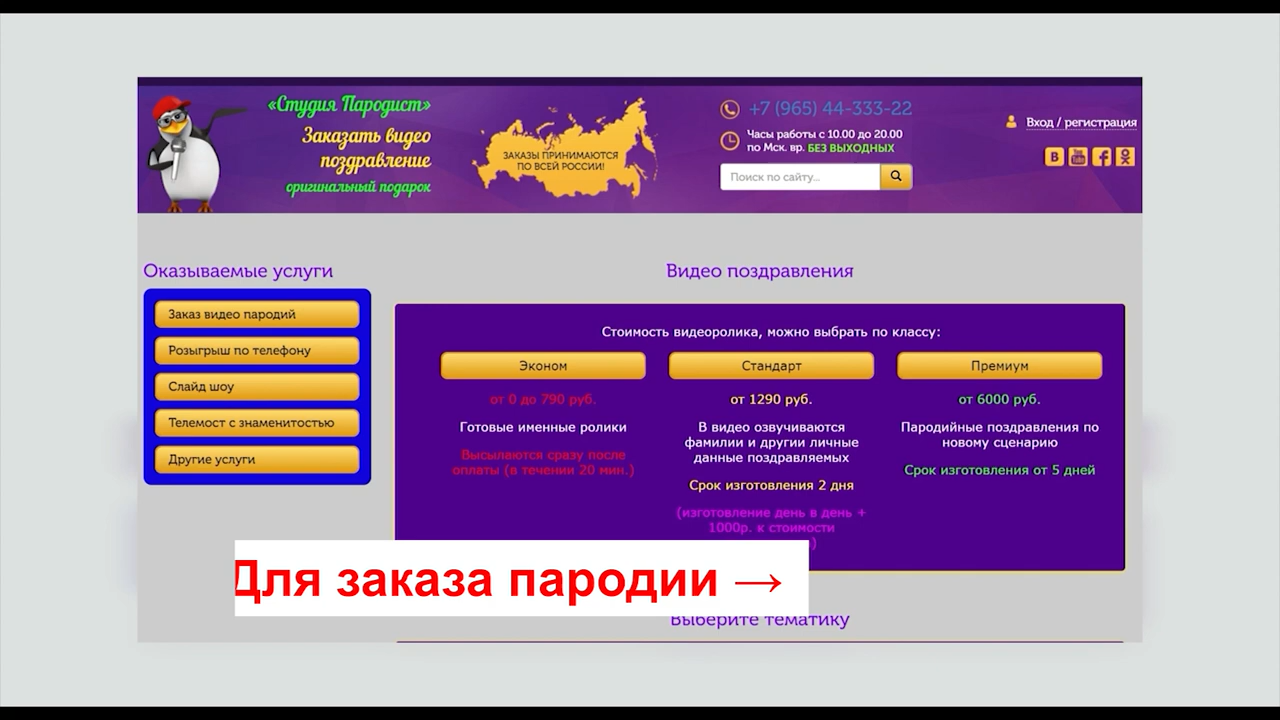 «Студия Пародист»
Заказать видео
поздравление
оригинальный подарок
ЗАКАЗЫ ПРИНИМАЮТСЯ
ПО ВСЕЙ РОССИИ!
+7 (965) 44-333-22
Часы работы с 10.00 до 20.00
по Мск. вр. БЕЗ ВЫХОДНЫХ
Поиск по сайту...
Вход / регистрация
Оказываемые услуги
Заказ видео пародий
Розыгрыш по телефону
Слайд шоу
Телемост с знаменитостью
Другие услуги
Видео поздравления
Стоимость видеоролика, можно выбрать по классу:
Эконом
от 0 до 790 руб.
Готовые именные ролики
Высылаются сразу после
оплаты (в течении 20 мин.)
Стандарт
от 1290 руб.
В видео озвучиваются
фамилии и другии личные
данные поздравляемых
Срок изготовления 2 дня
(изготовление день в день +
1000р. к стоимости
)
Премиум
от 6000 руб.
Пародийные поздравления по
новому сценарию
Срок изготовления от 5 дней
Для заказа пародии →
Выберите тематику